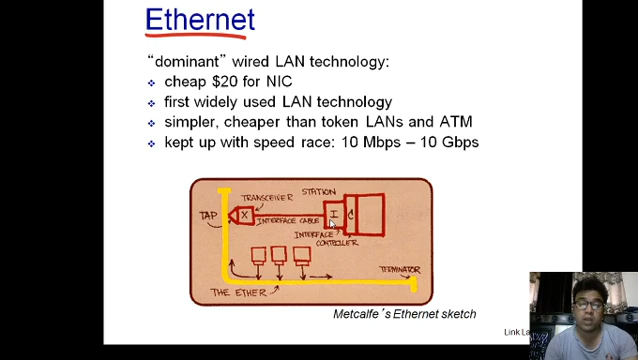 Ethernet
“dominant” wired LAN technology:
cheap $20 for NIC
first widely used LAN technology
simpler, cheaper than token LANs and ATM
kept up with speed race: 10 Mbps – 10 Gbps
STATION
TRANSCEIVER
TAP
X
I
C
INTERFACE CABLE
INTERFACE
CONTROLLER
TERMINATOR
THE ETHER
Metcalfe´s Ethernet sketch
Link La